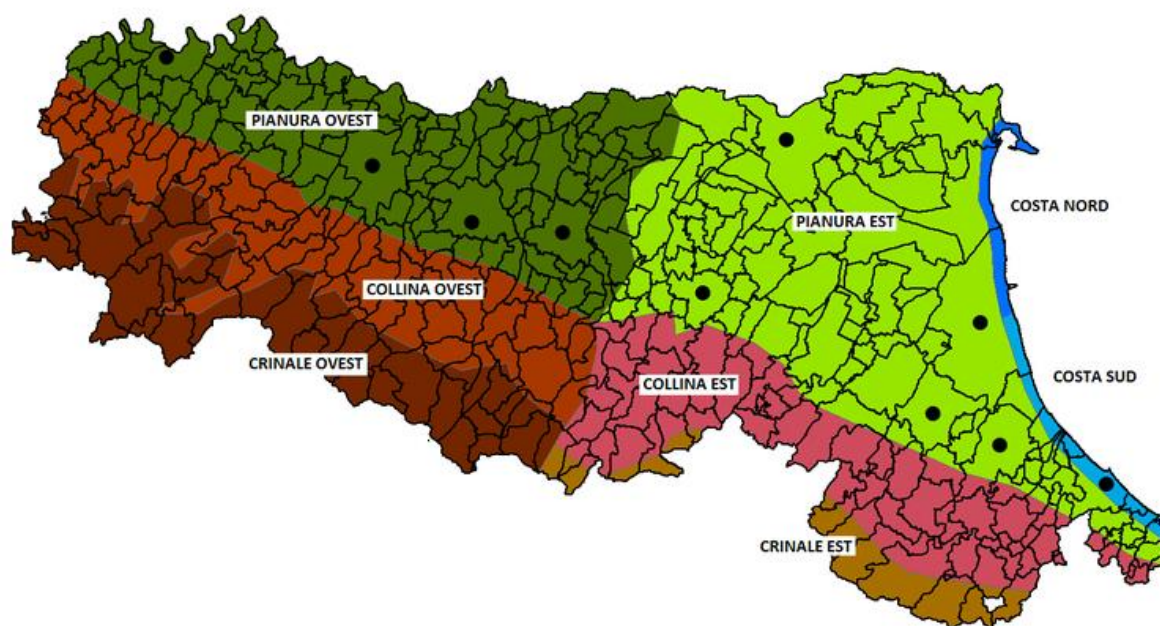 PIANURA OVEST
COSTA NORD
PIANURA EST
COLLINA OVEST
CRINALE OVEST
COLLINA EST
COSTA SUD
CRINALE EST